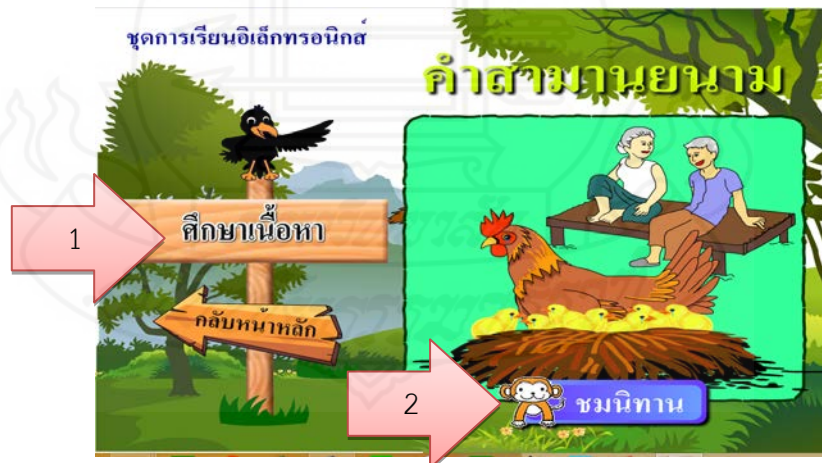 ชุดการเรียนอิเล็กทรอนิกส์
คำสามานยนาม
1
ศึกษาเนื้อหา
กลับหน้าหลัก
2
ชมนิทาน